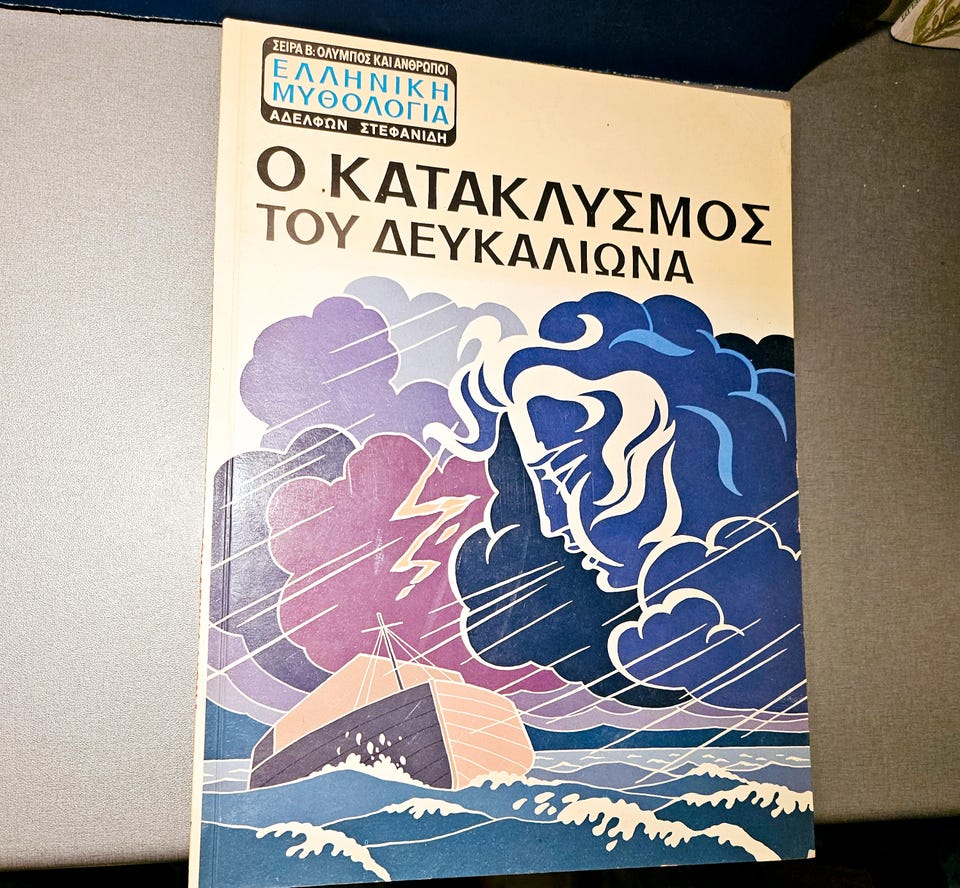 ΣΕΙΡΑ Β: ΟΛΥΜΠΟΣ ΚΑΙ ΑΝΘΡΩΠΟΙ
ΕΛΛΗΝΙΚΗ
ΜΥΘΟΛΟΓΙΑ
ΑΔΕΛΦΩΝ ΣΤΕΦΑΝΙΔΗ
Ο ΚΑΤΑΚΛΥΣΜΟΣ
ΤΟΥ ΔΕΥΚΑΛΙΩΝΑ